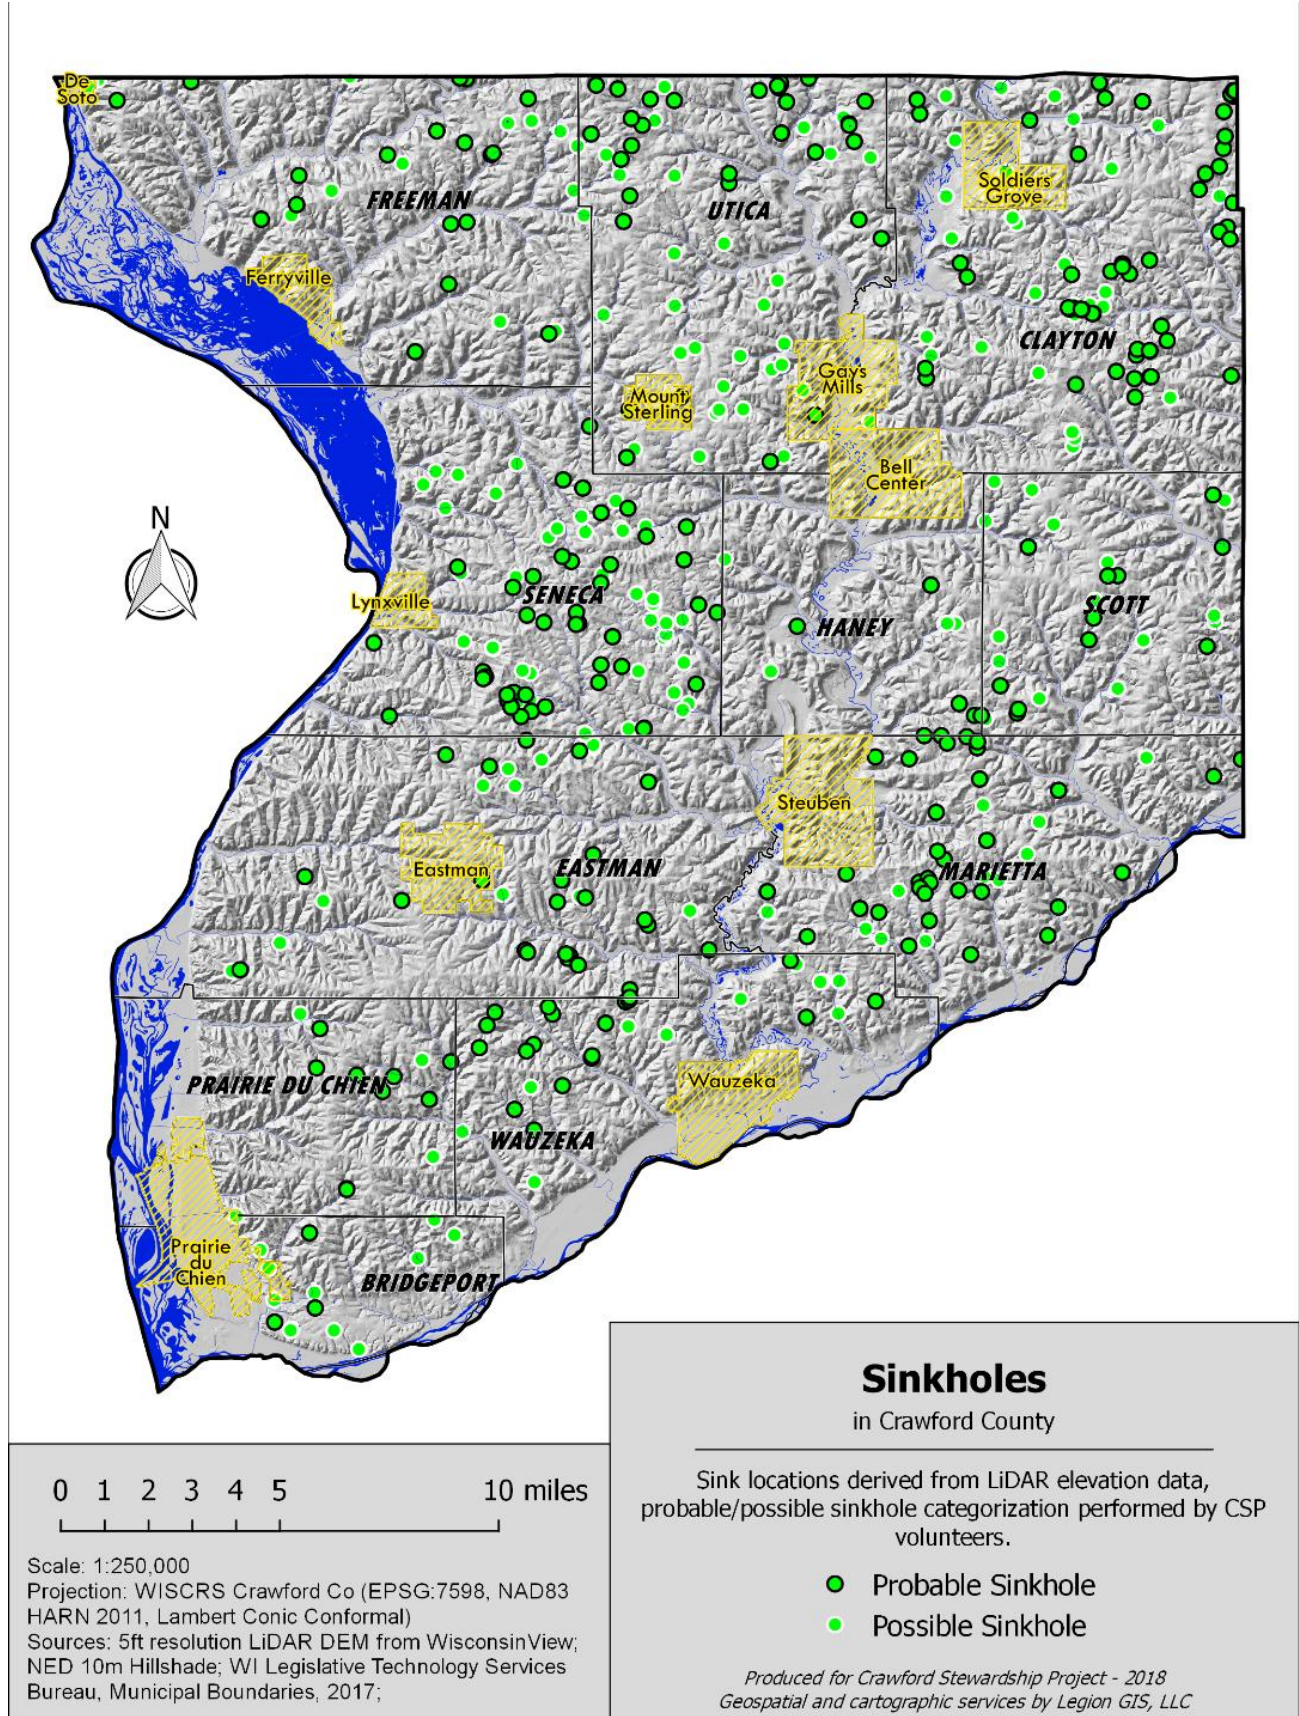 De
Soto
FREEMAN
UTICA
Soldiers
Grove
Ferryville
CLAYTON
Gays
Mills
Mount
Sterling
Bell
Center
N
Lynxville
SENECA
HANEY
SCOTT
Steuben
Eastman
EASTMAN
MARIETTA
PRAIRIE DU CHIEN
Wauzeka
WAUZEKA
Prairie
du
Chien
BRIDGEPORT
Sinkholes
in Crawford County
Sink locations derived from LiDAR elevation data,
probable/possible sinkhole categorization performed by CSP
volunteers.
Probable Sinkhole
Possible Sinkhole
Produced for Crawford Stewardship Project - 2018
Geospatial and cartographic services by Legion GIS, LLC
0 1 2 3 4 5 10 miles
Scale: 1:250,000
Projection: WISCRS Crawford Co (EPSG:7598, NAD83
HARN 2011, Lambert Conic Conformal)
Sources: 5ft resolution LiDAR DEM from WisconsinView;
NED 10m Hillshade; WI Legislative Technology Services
Bureau, Municipal Boundaries, 2017;